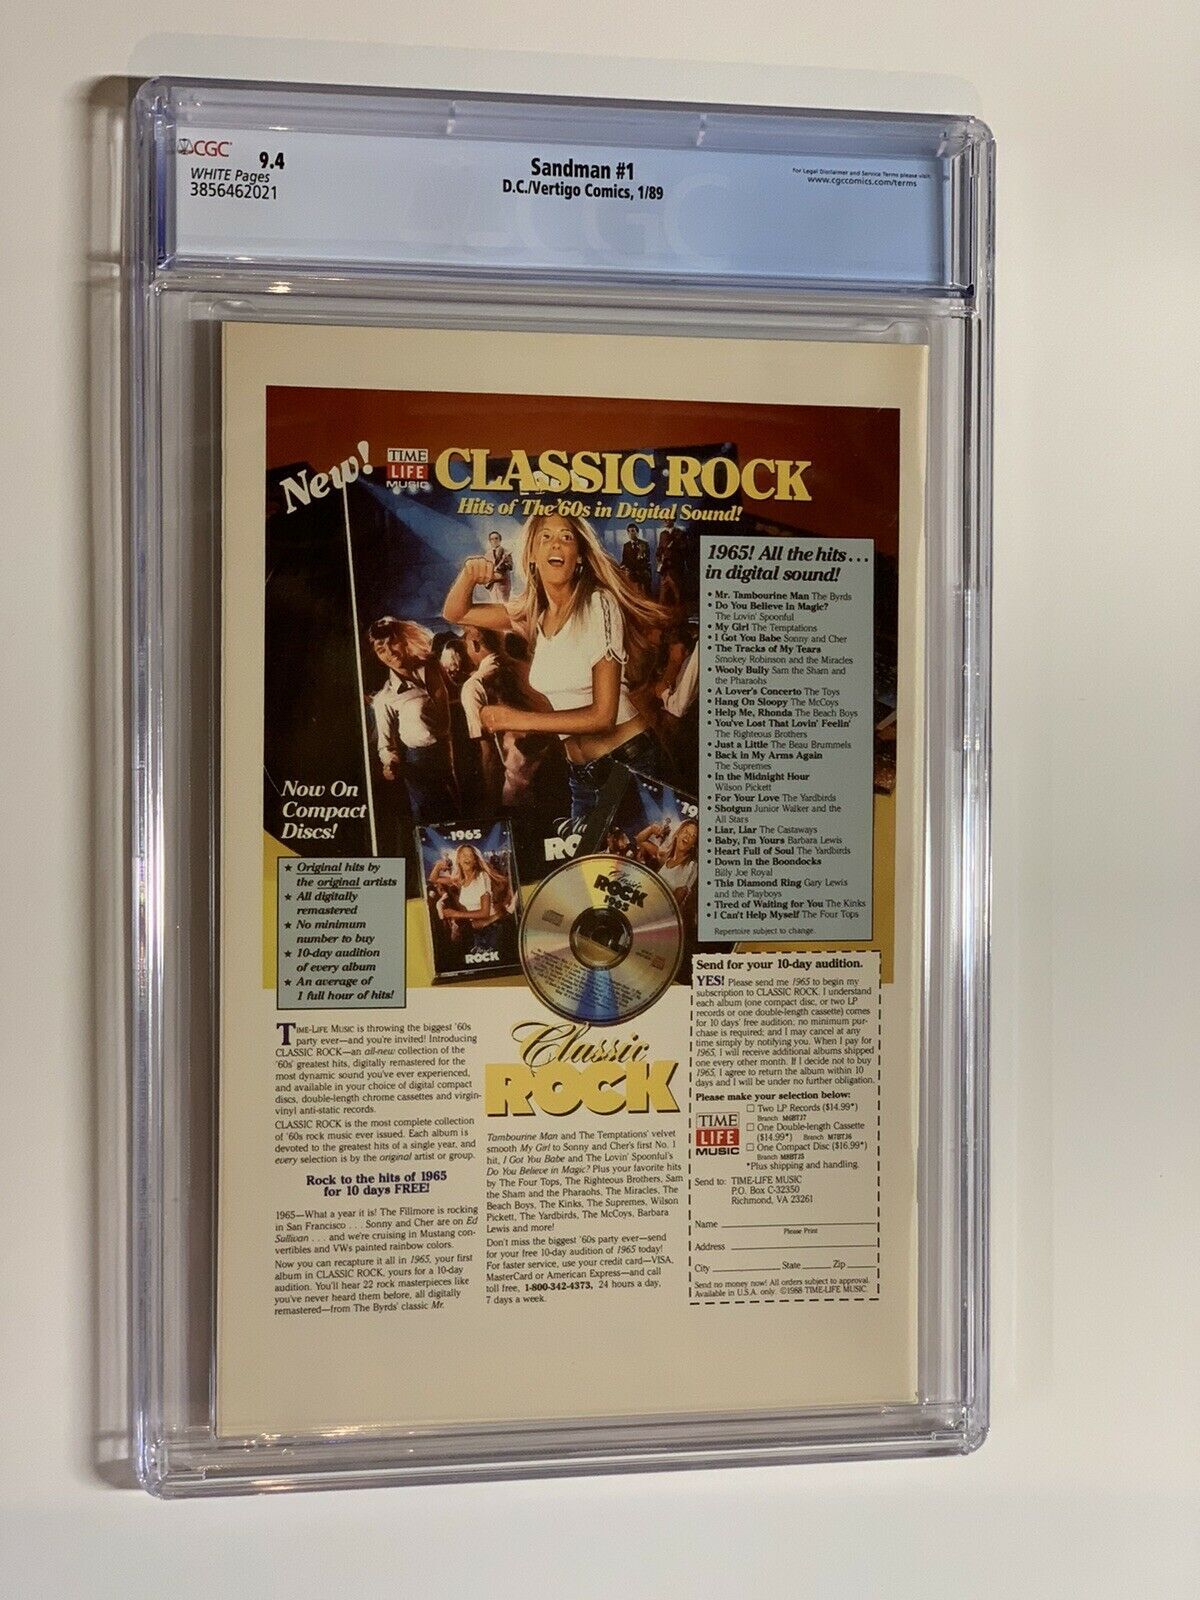 CGC
9.4
WHITE Pages
3856462021
Sandman #1
D.C./Vertigo Comics, 1/89
For Legal Disclaimer and Service Terms please visit:
www.cgccomics.com/terms
CGC
New!
TIME
LIFE
MUSIC
CLASSIC ROCK
Hits of The '60s in Digital Sound!
1965! All the hits . . .
in digital sound!
• Mr. Tambourine Man The Byrds
• Do You Believe In Magic?
The Lovin' Spoonful
• My Girl The Temptations
• I Got You Babe Sonny and Cher
• The Tracks of My Tears
Smokey Robinson and the Miracles
• Wooly Bully Sam the Sham and
the Pharaohs
• A Lover's Concerto The Toys
• Hang On Sloopy The McCoys
• Help Me, Rhonda The Beach Boys
• You've Lost That Lovin' Feelin'
The Righteous Brothers
• Just a Little The Beau Brummels
• Back in My Arms Again
The Supremes
• In the Midnight Hour
Wilson Pickett
• For Your Love The Yardbirds
• Shotgun Junior Walker and the
All Stars
• Liar, Liar The Castaways
• Baby, I'm Yours Barbara Lewis
• Heart Full of Soul The Yardbirds
• Down in the Boondocks
Billy Joe Royal
• This Diamond Ring Gary Lewis
and the Playboys
• Tired of Waiting for You The Kinks
• I Can't Help Myself The Four Tops
Repertoire subject to change.
Now On
Compact
Discs!
★ Original hits by
the original artists
★ All digitally
remastered
★ No minimum
number to buy
★ 10-day audition
of every album
★ An average of
1 full hour of hits!
1965
Classic
ROCK
Cla
ROC
19
Classic
ROCK
1965
Classic
ROCK
TIME-LIFE MUSIC is throwing the biggest '60s
party ever—and you're invited! Introducing
CLASSIC ROCK—an all-new collection of the
'60s' greatest hits, digitally remastered for the
most dynamic sound you've ever experienced,
and available in your choice of digital compact
discs, double-length chrome cassettes and virgin-
vinyl anti-static records.
CLASSIC ROCK is the most complete collection
of '60s rock music ever issued. Each album is
devoted to the greatest hits of a single year, and
every selection is by the original artist or group.
Rock to the hits of 1965
for 10 days FREE!
1965—What a year it is! The Fillmore is rocking
in San Francisco . . . Sonny and Cher are on Ed
Sullivan . . . and we're cruising in Mustang con-
vertibles and VWs painted rainbow colors.
Now you can recapture it all in 1965, your first
album in CLASSIC ROCK, yours for a 10-day
audition. You'll hear 22 rock masterpieces like
you've never heard them before, all digitally
remastered—from The Byrds' classic Mr.
Tambourine Man and The Temptations' velvet
smooth My Girl to Sonny and Cher's first No. 1
hit, I Got You Babe and The Lovin' Spoonful's
Do You Believe in Magic? Plus your favorite hits
by The Four Tops, The Righteous Brothers, Sam
the Sham and the Pharaohs, The Miracles, The
Beach Boys, The Kinks, The Supremes, Wilson
Pickett, The Yardbirds, The McCoys, Barbara
Lewis and more!
Don't miss the biggest '60s party ever—send
for your free 10-day audition of 1965 today!
For faster service, use your credit card—VISA,
MasterCard or American Express—and call
toll free, 1-800-342-4373, 24 hours a day,
7 days a week.
Send for your 10-day audition.
YES! Please send me 1965 to begin my
subscription to CLASSIC ROCK. I understand
each album (one compact disc, or two LP
records or one double-length cassette) comes
for 10 days' free audition; no minimum pur-
chase is required; and I may cancel at any
time simply by notifying you. When I pay for
1965, I will receive additional albums shipped
one every other month. If I decide not to buy
1965, I agree to return the album within 10
days and I will be under no further obligation.
Please make your selection below:
TIME
LIFE
MUSIC
☐ Two LP Records ($14.99*)
Branch M6BTJ7
☐ One Double-length Cassette
($14.99*) Branch M7BTJ6
☐ One Compact Disc ($16.99*)
Branch M8BTJ5
*Plus shipping and handling.
Send to: TIME-LIFE MUSIC
P.O. Box C-32350
Richmond, VA 23261
Name
Please Print
Address
City State Zip
Send no money now! All orders subject to approval.
Available in U.S.A. only. ©1988 TIME-LIFE MUSIC.